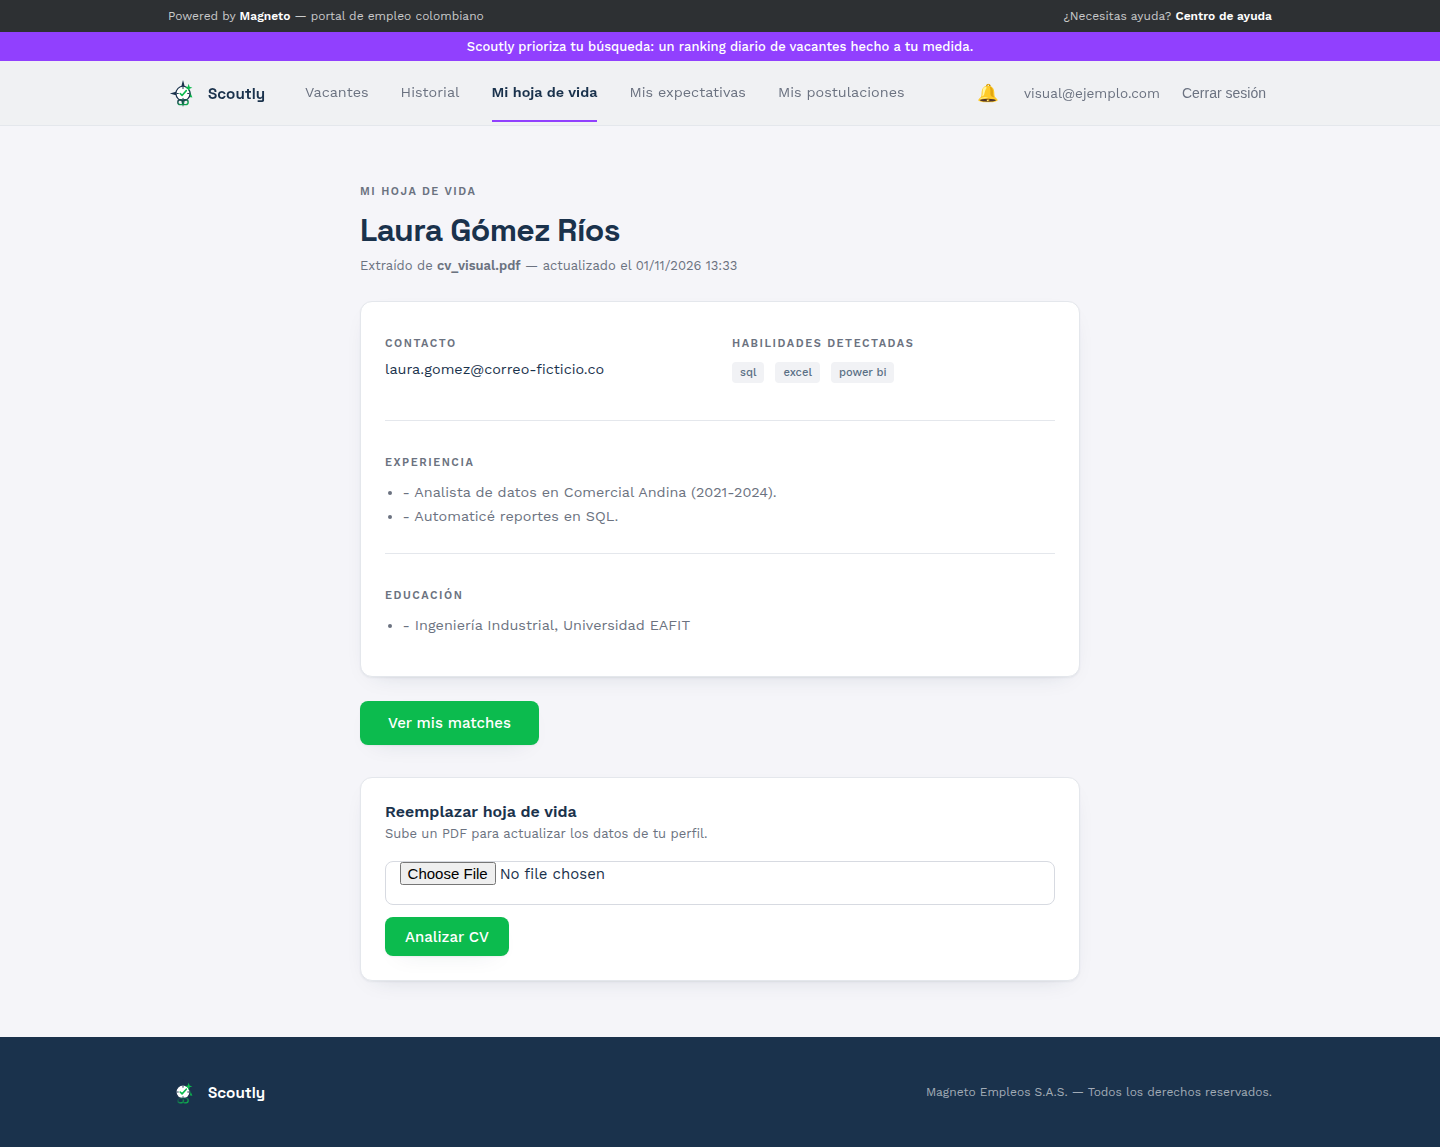 Powered by Magneto — portal de empleo colombiano
¿Necesitas ayuda? Centro de ayuda
Scoutly prioriza tu búsqueda: un ranking diario de vacantes hecho a tu medida.
Scoutly
Vacantes
Historial
Mi hoja de vida
Mis expectativas
Mis postulaciones
visual@ejemplo.com
Cerrar sesión
MI HOJA DE VIDA
Laura Gómez Ríos
Extraído de cv_visual.pdf — actualizado el 01/11/2026 13:33
CONTACTO
laura.gomez@correo-ficticio.co
HABILIDADES DETECTADAS
sql
excel
power bi
EXPERIENCIA
• - Analista de datos en Comercial Andina (2021-2024).
• - Automaticé reportes en SQL.
EDUCACIÓN
• - Ingeniería Industrial, Universidad EAFIT
Ver mis matches
Reemplazar hoja de vida
Sube un PDF para actualizar los datos de tu perfil.
Choose File No file chosen
Analizar CV
Scoutly
Magneto Empleos S.A.S. — Todos los derechos reservados.